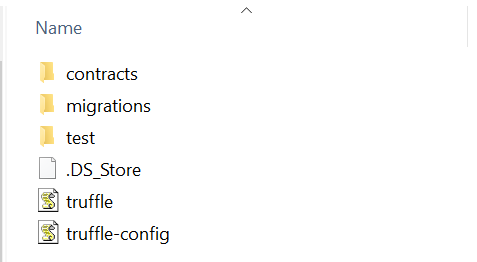 Name
contracts
migrations
test
.DS_Store
truffle
truffle-config